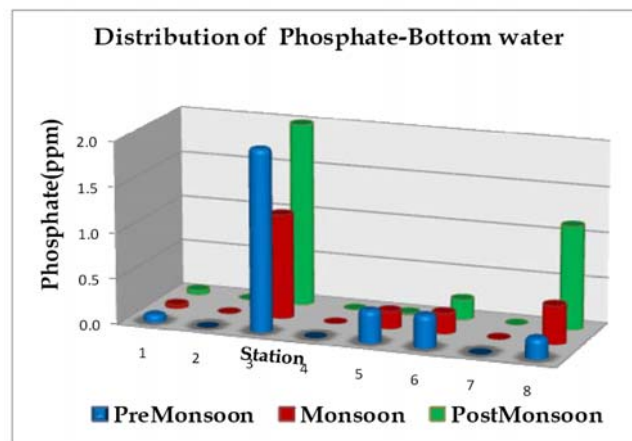 Distribution of Phosphate-Bottom water
Phosphate(ppm)
2.0
1.5
1.0
0.5
0.0
1 2 3 4 5 6 7 8
Station
PreMonsoon Monsoon PostMonsoon